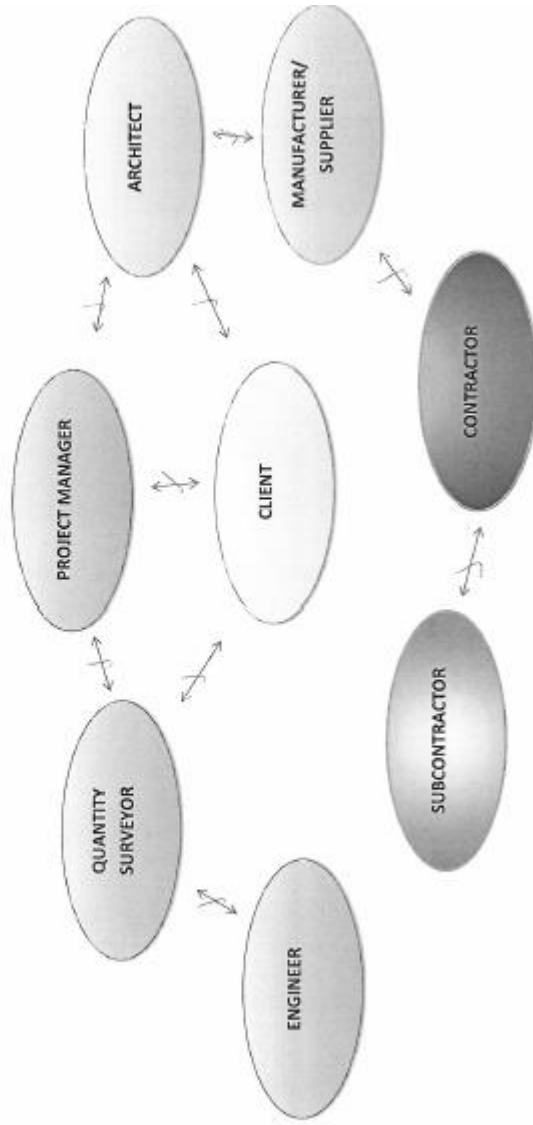 QUANTITY
SURVEYOR
PROJECT MANAGER
ARCHITECT
ENGINEER
CLIENT
MANUFACTURER/
SUPPLIER
SUBCONTRACTOR
CONTRACTOR